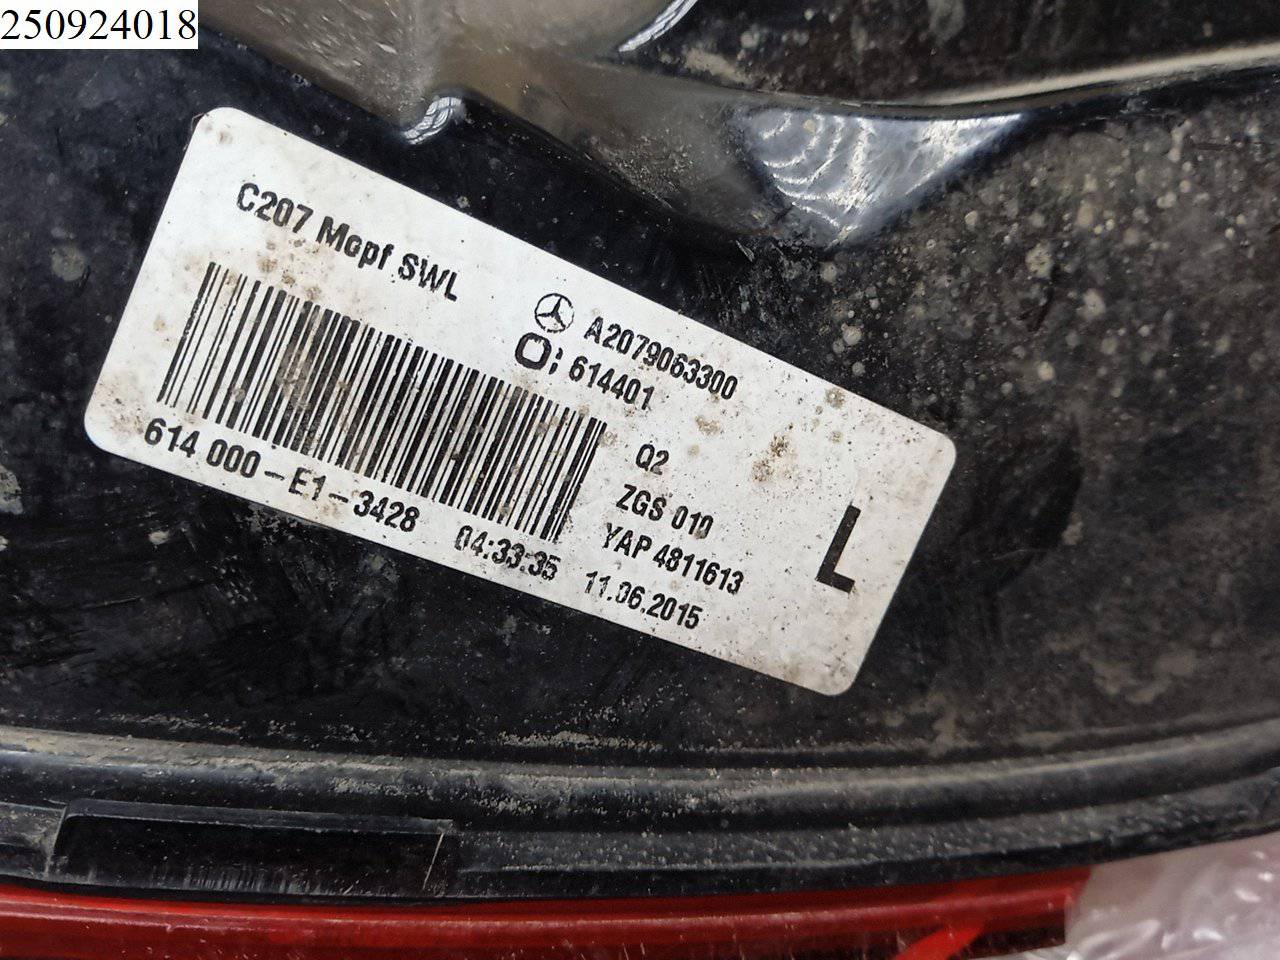 250924018
C207 Mopf SWL
A2079063300
O; 614401
Q2
ZGS 010
YAP 4811613
L
614 000-E1-3428 04:33:35 11.06.2015